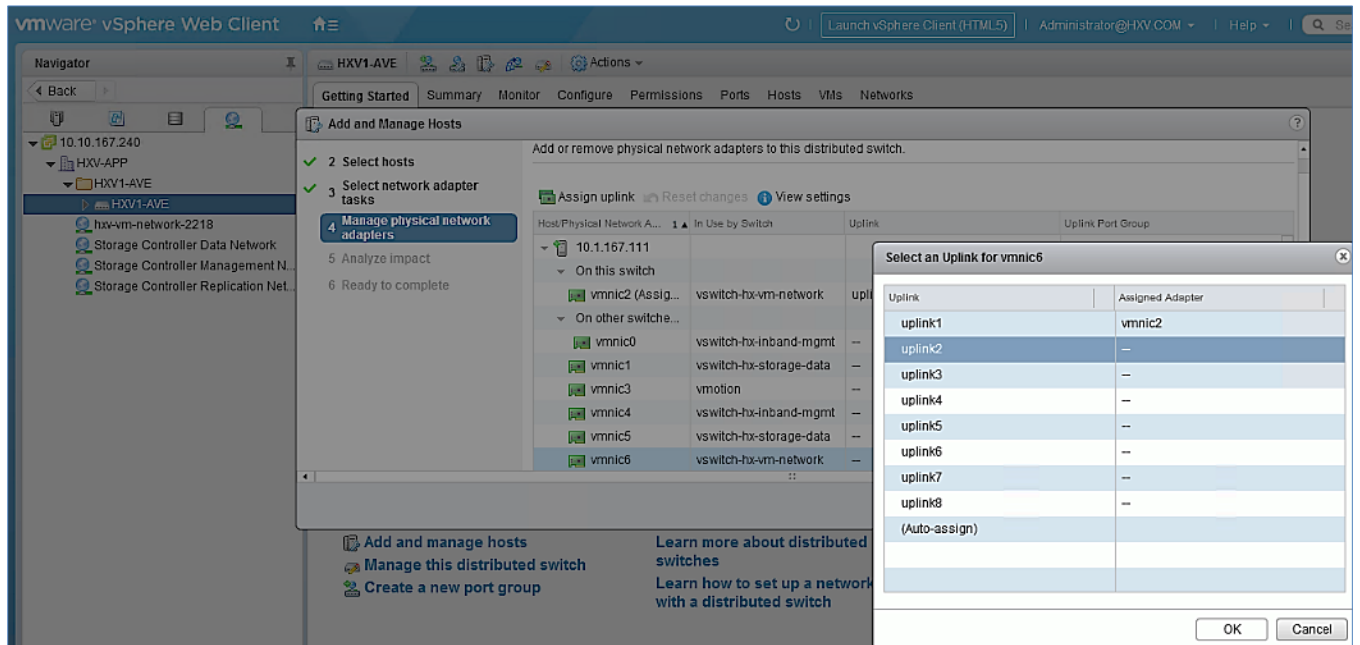 vmware® vSphere Web Client
Launch vSphere Client (HTML5) | Administrator@HXV.COM | Help |
Navigator
Back
10.10.167.240
HXV-APP
HXV1-AVE
HXV1-AVE
hxv-vm-network-2218
Storage Controller Data Network
Storage Controller Management N...
Storage Controller Replication Net...
HXV1-AVE Actions
Getting Started Summary Monitor Configure Permissions Ports Hosts VMs Networks
Add and Manage Hosts
2 Select hosts
3 Select network adapter tasks
4 Manage physical network adapters
5 Analyze impact
6 Ready to complete
Add or remove physical network adapters to this distributed switch.
Assign uplink Reset changes View settings
Host/Physical Network A... 1 In Use by Switch Uplink Uplink Port Group
10.1.167.111
On this switch
vmnic2 (Assig... vswitch-hx-vm-network
On other switche...
vmnic0 vswitch-hx-inband-mgmt --
vmnic1 vswitch-hx-storage-data --
vmnic3 vmotion --
vmnic4 vswitch-hx-inband-mgmt --
vmnic5 vswitch-hx-storage-data --
vmnic6 vswitch-hx-vm-network --
Select an Uplink for vmnic6
Uplink Assigned Adapter
uplink1 vmnic2
uplink2 --
uplink3 --
uplink4 --
uplink5 --
uplink6 --
uplink7 --
uplink8 --
(Auto-assign)
OK Cancel
Add and manage hosts
Manage this distributed switch
Create a new port group
Learn more about distributed
switches
Learn how to set up a network
with a distributed switch